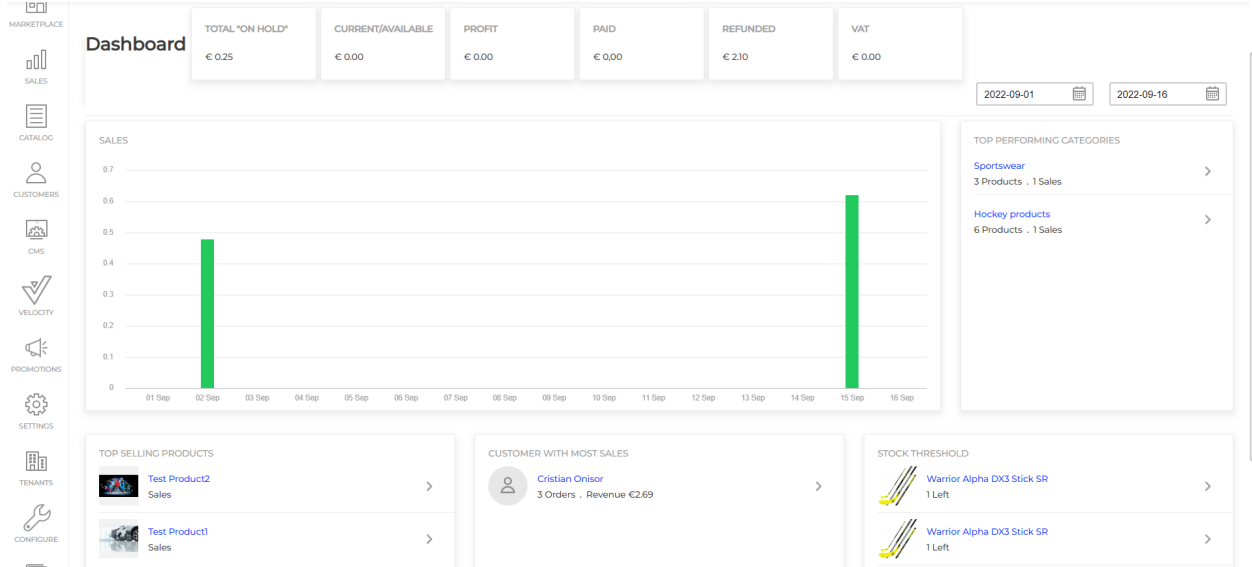 MARKETPLACE
SALES
CATALOG
CUSTOMERS
CMS
VELOCITY
PROMOTIONS
SETTINGS
TENANTS
CONFIGURE
Dashboard
TOTAL "ON HOLD"
€ 0.25
CURRENT/AVAILABLE
€ 0.00
PROFIT
€ 0.00
PAID
€ 0,00
REFUNDED
€ 2.10
VAT
€ 0.00
2022-09-01
2022-09-16
SALES
0.7
0.6
0.5
0.4
0.3
0.2
0.1
0
01 Sep 02 Sep 03 Sep 04 Sep 05 Sep 06 Sep 07 Sep 08 Sep 09 Sep 10 Sep 11 Sep 12 Sep 13 Sep 14 Sep 15 Sep 16 Sep
TOP PERFORMING CATEGORIES
Sportswear
3 Products . 1 Sales
Hockey products
6 Products . 1 Sales
TOP SELLING PRODUCTS
Test Product2
Sales
Test Product1
Sales
CUSTOMER WITH MOST SALES
Cristian Onisor
3 Orders . Revenue €2,69
STOCK THRESHOLD
Warrior Alpha DX3 Stick SR
1 Left
Warrior Alpha DX3 Stick SR
1 Left